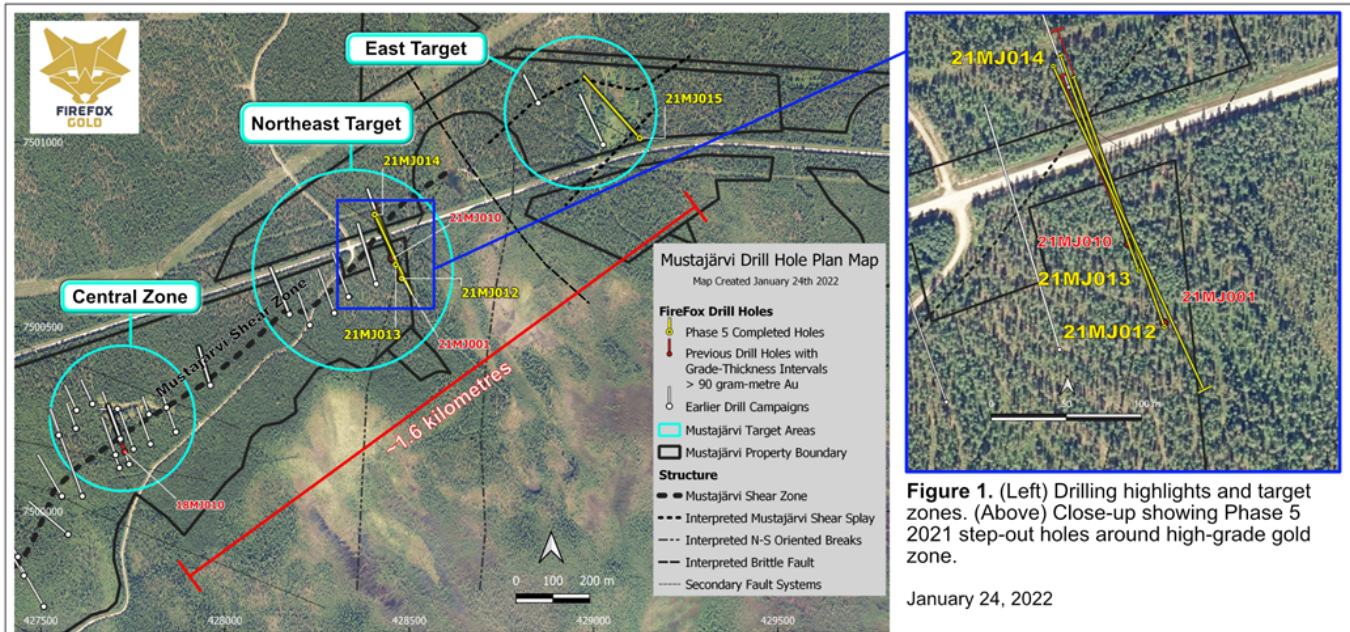 FIREFOX
GOLD
East Target
Northeast Target
Central Zone
21MJ015
21MJ014
21MJ010
21MJ012
21MJ013
21MJ001
18MJ010
Mustajärvi Shear Zone
~1.6 kilometres
7501000
7500500
7500000
427500
428000
428500
429000
429500
0 100 200 m
Mustajärvi Drill Hole Plan Map
Map Created January 24th 2022
FireFox Drill Holes
Phase 5 Completed Holes
Previous Drill Holes with
Grade-Thickness Intervals
> 90 gram-metre Au
Earlier Drill Campaigns
Mustajärvi Target Areas
Mustajärvi Property Boundary
Structure
Mustajärvi Shear Zone
Interpreted Mustajärvi Shear Splay
Interpreted N-S Oriented Breaks
Interpreted Brittle Fault
Secondary Fault Systems
21MJ014
21MJ010
21MJ013
21MJ001
21MJ012
0 50 100 m
Figure 1. (Left) Drilling highlights and target
zones. (Above) Close-up showing Phase 5
2021 step-out holes around high-grade gold
zone.
January 24, 2022